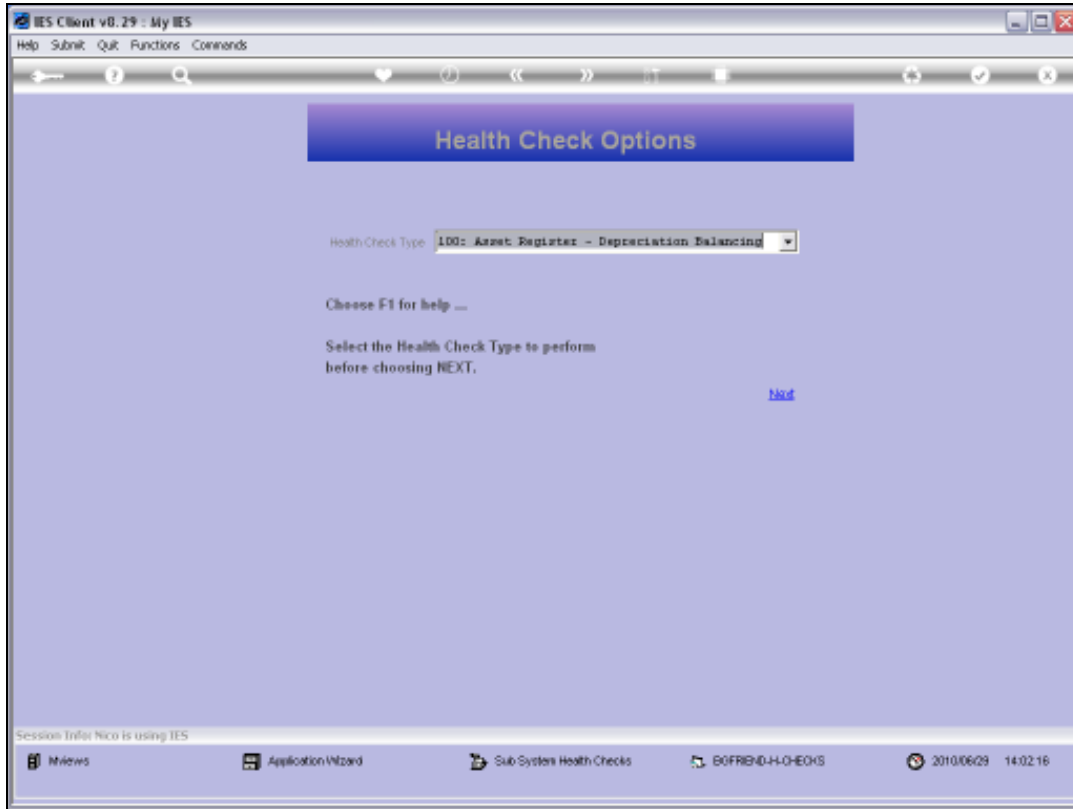 IES Client v8.29 : My IES
Help Submit Quit Functions Commands
Health Check Options
Health Check Type 100: Asset Register - Depreciation Balancing
Choose F1 for help ...
Select the Health Check Type to perform
before choosing NEXT.
Next
Session Info: Nico is using IES
Mviews Application Wizard Sub System Health Checks BGFRIEND-H-CHECKS 2010/06/29 14:02:16